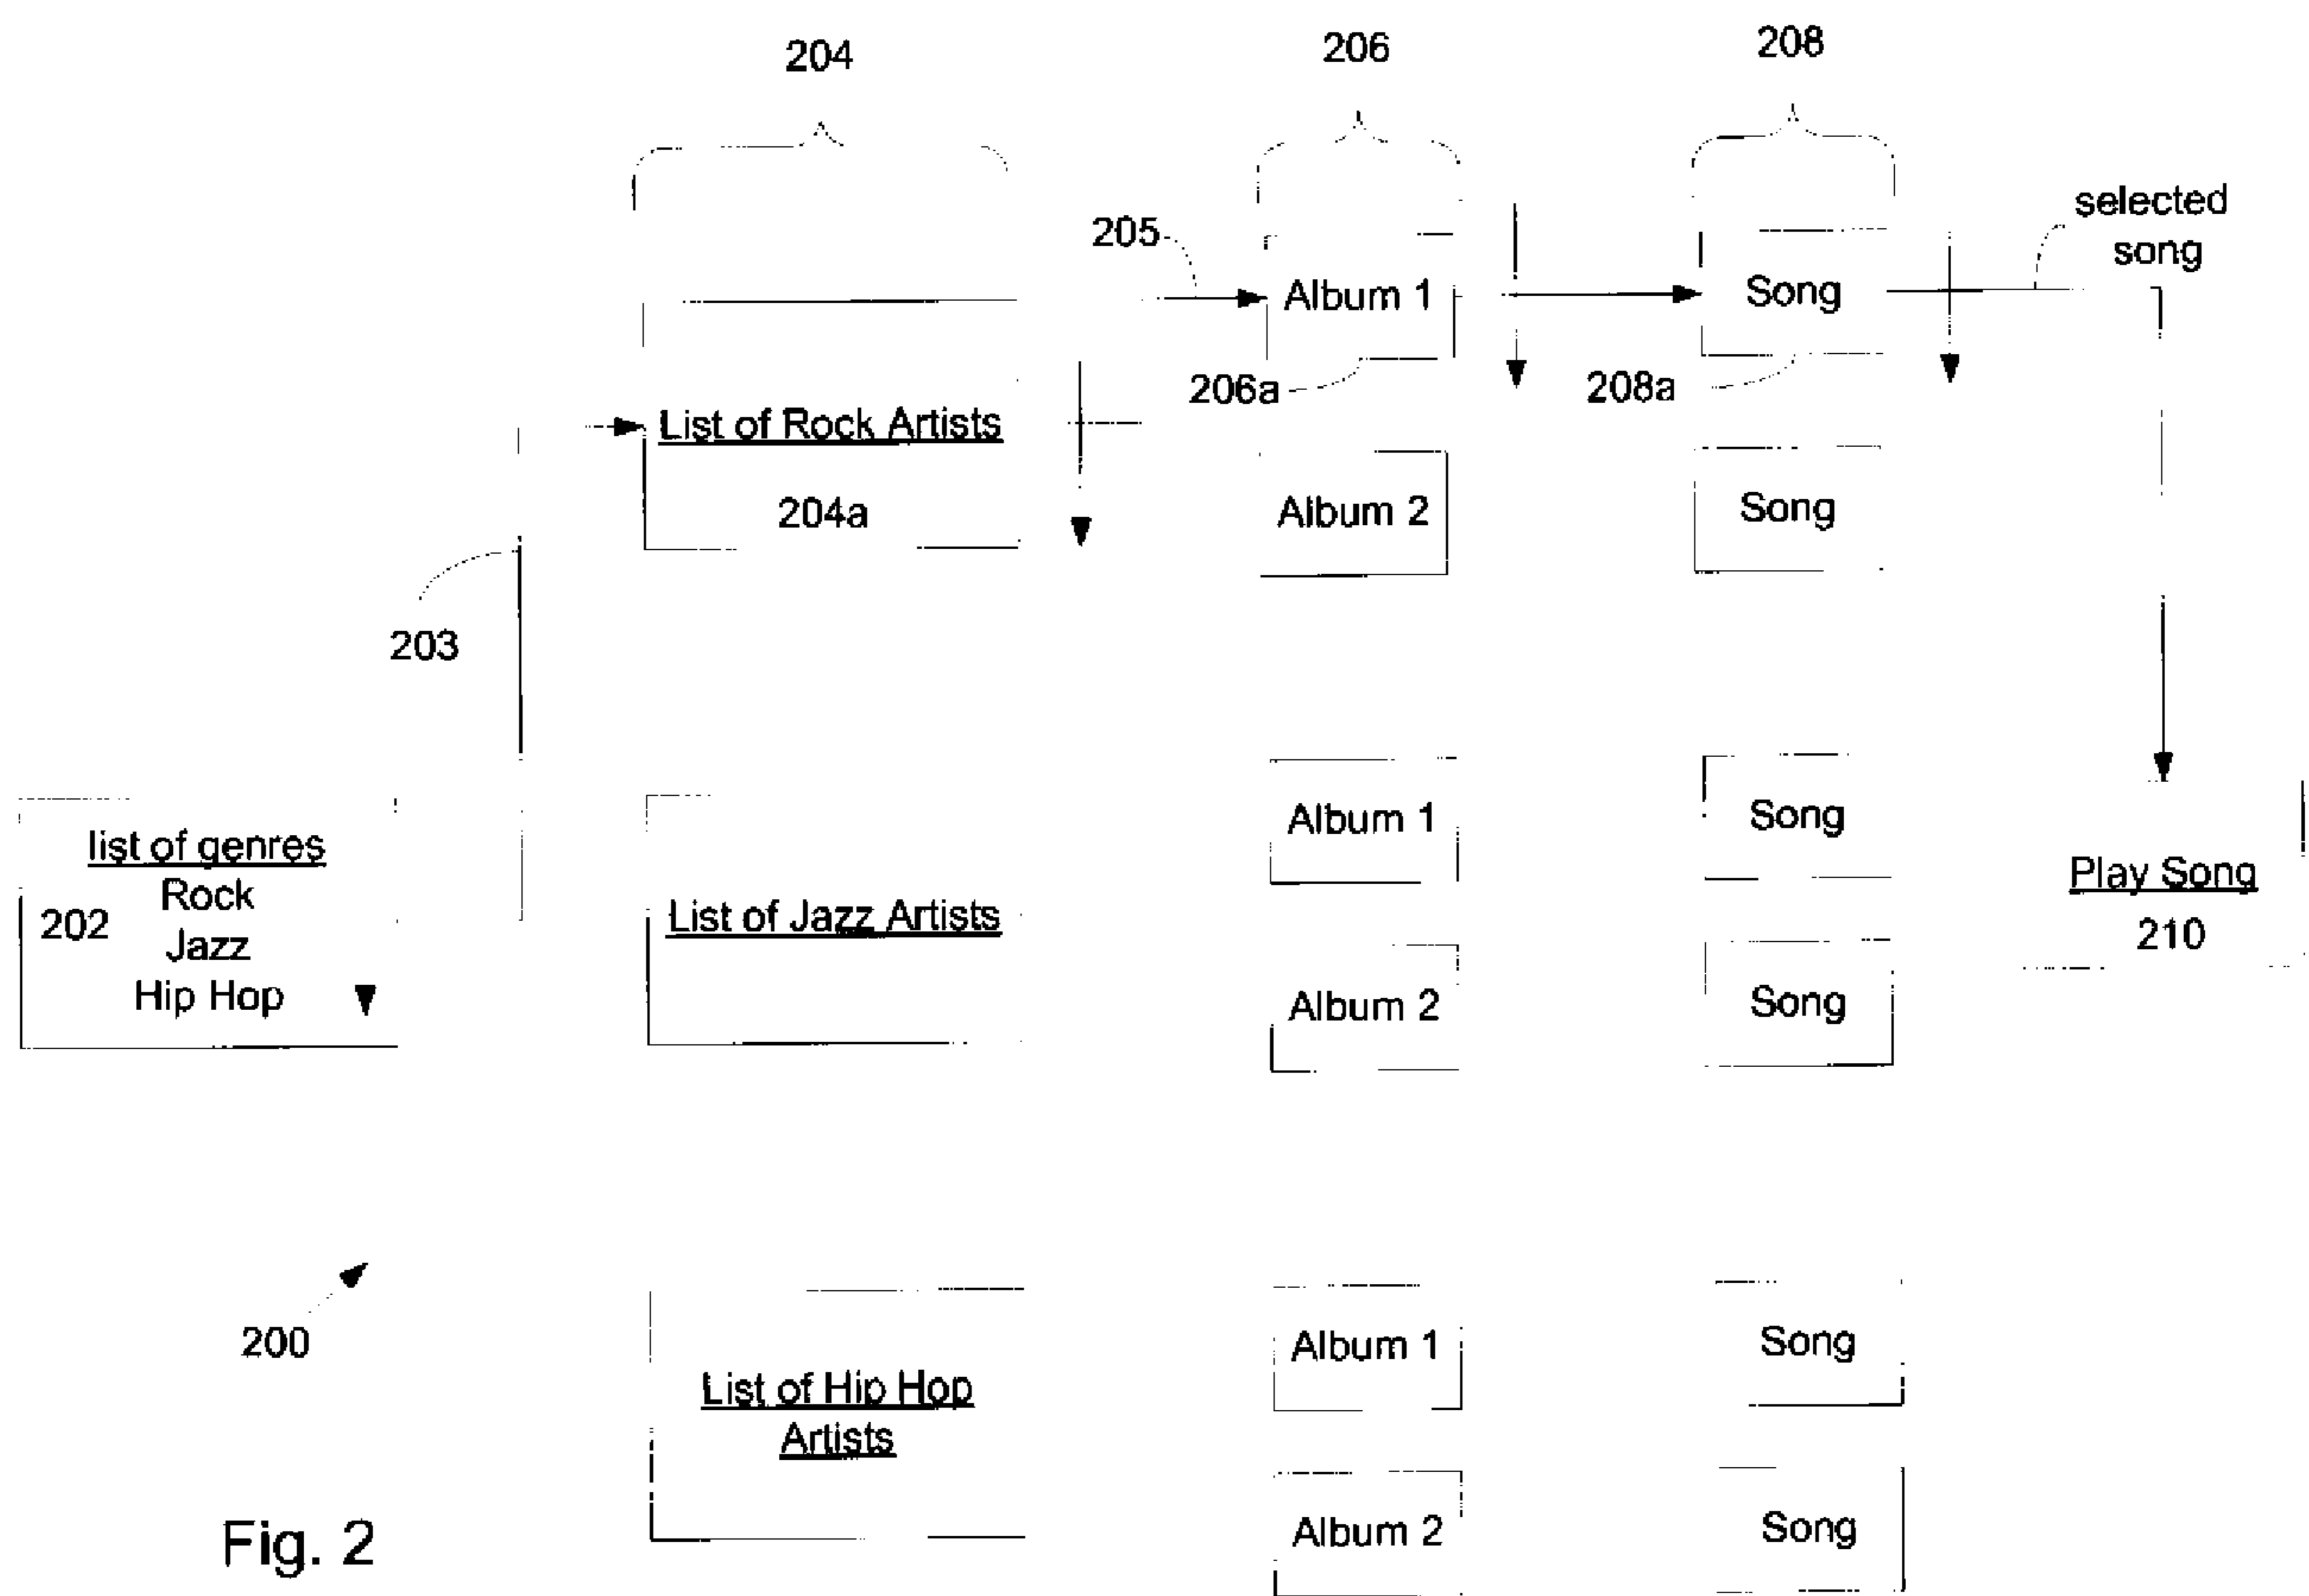 204
206
208
selected
song
205
Album 1
Song
206a
208a
List of Rock Artists
204a
Album 2
Song
203
list of genres
Rock
Jazz
Hip Hop
202
List of Jazz Artists
Album 1
Song
Album 2
Song
Play Song
210
200
List of Hip Hop
Artists
Album 1
Song
Album 2
Song
Fig. 2